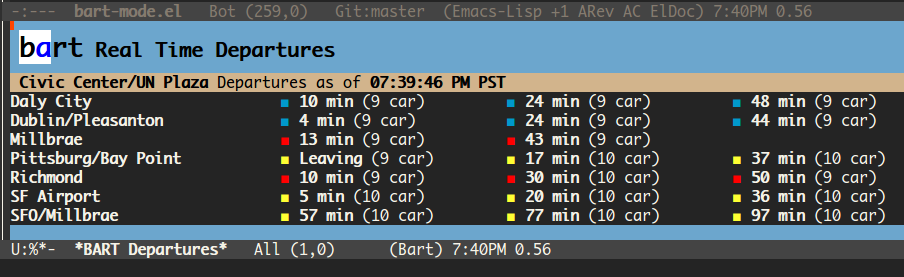 -:--- bart-mode.el Bot (259,0) Git:master (Emacs-Lisp +1 ARev AC ElDoc) 7:40PM 0.56
bart Real Time Departures
Civic Center/UN Plaza Departures as of 07:39:46 PM PST
Daly City ■ 10 min (9 car) ■ 24 min (9 car) ■ 48 min (9 car)
Dublin/Pleasanton ■ 4 min (9 car) ■ 24 min (9 car) ■ 44 min (9 car)
Millbrae ■ 13 min (9 car) ■ 43 min (9 car)
Pittsburg/Bay Point ■ Leaving (9 car) ■ 17 min (10 car) ■ 37 min (10 car)
Richmond ■ 10 min (9 car) ■ 30 min (10 car) ■ 50 min (9 car)
SF Airport ■ 5 min (10 car) ■ 20 min (10 car) ■ 36 min (10 car)
SFO/Millbrae ■ 57 min (10 car) ■ 77 min (10 car) ■ 97 min (10 car)
U:%*- *BART Departures* All (1,0) (Bart) 7:40PM 0.56